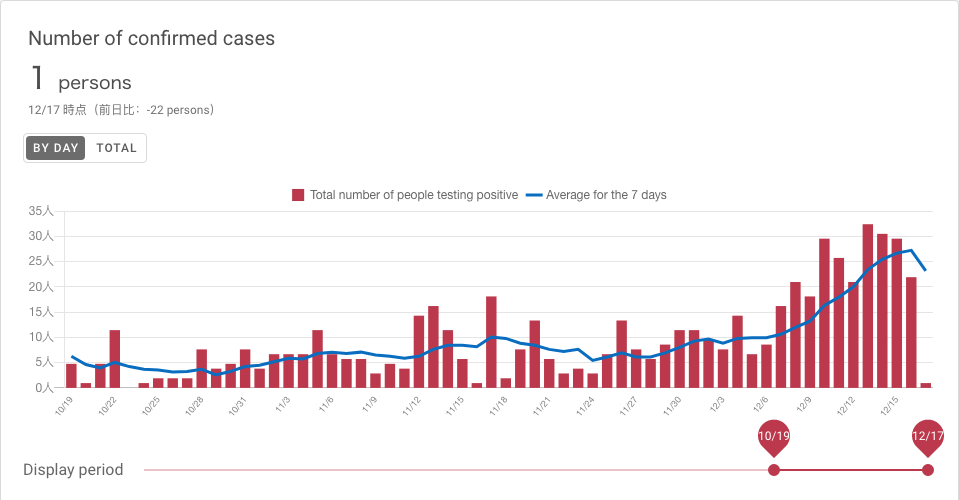 Number of confirmed cases
1 persons
12/17 時点（前日比： -22 persons）
BY DAY TOTAL
Total number of people testing positive Average for the 7 days
35人
30人
25人
20人
15人
10人
5人
0人
10/19 10/22 10/25 10/28 10/31 11/3 11/6 11/9 11/12 11/15 11/18 11/21 11/24 11/27 11/30 12/3 12/6 12/9 12/12 12/15
10/19 12/17
Display period